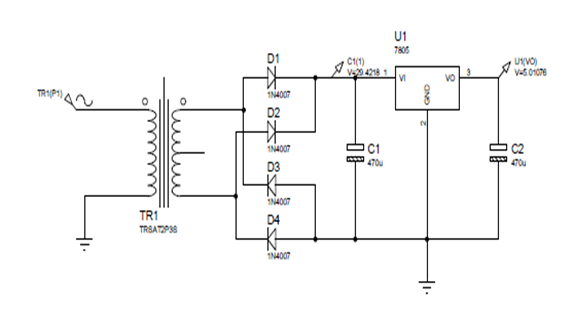 U1
7805
D1
1N4007
C1(1)
V=29.4218
1
VI
VO
3
GND
2
U1(VO)
V=5.01076
TR1(P1)
D2
1N4007
C1
470u
C2
470u
D3
1N4007
TR1
TRSAT2P3S
D4
1N4007